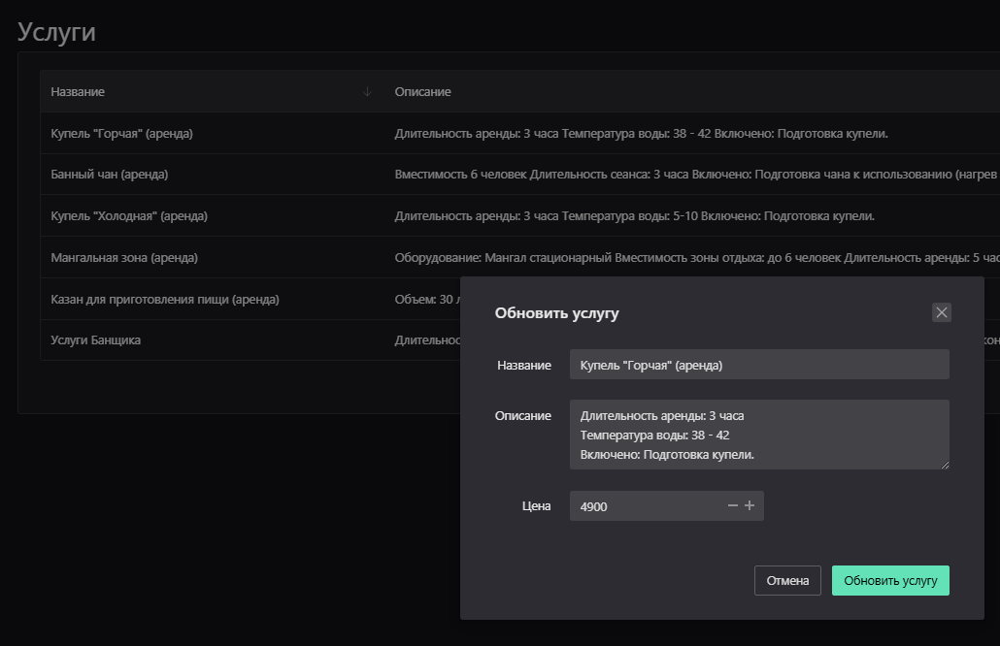 Услуги
Название Описание
Купель "Горчая" (аренда) Длительность аренды: 3 часа Температура воды: 38 - 42 Включено: Подготовка купели.
Банный чан (аренда) Вместимость 6 человек Длительность сеанса: 3 часа Включено: Подготовка чана к использованию (нагрев
Купель "Холодная" (аренда) Длительность аренды: 3 часа Температура воды: 5-10 Включено: Подготовка купели.
Мангальная зона (аренда) Оборудование: Мангал стационарный Вместимость зоны отдыха: до 6 человек Длительность аренды: 5 час
Казан для приготовления пищи (аренда) Объем: 30 л
Услуги Банщика Длительнос
Обновить услугу
Название Купель "Горчая" (аренда)
Описание Длительность аренды: 3 часа
Температура воды: 38 - 42
Включено: Подготовка купели.
Цена 4900
Отмена Обновить услугу